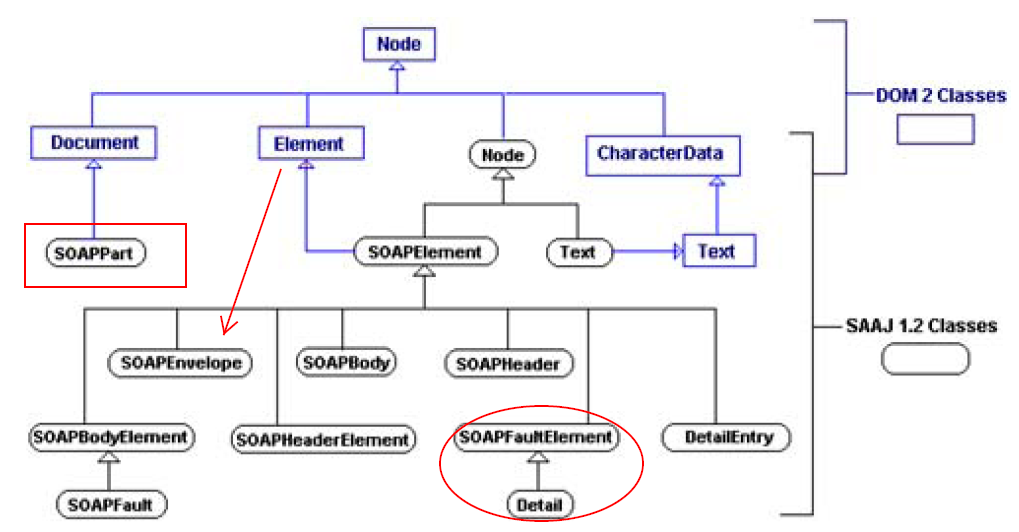 Node
DOM 2 Classes
Document
Element
Node
CharacterData
SOAPPart
SOAPElement
Text
Text
SAAJ 1.2 Classes
SOAPEnvelope
SOAPBody
SOAPHeader
SOAPBodyElement
SOAPHeaderElement
SOAPFaultElement
DetailEntry
SOAPFault
Detail